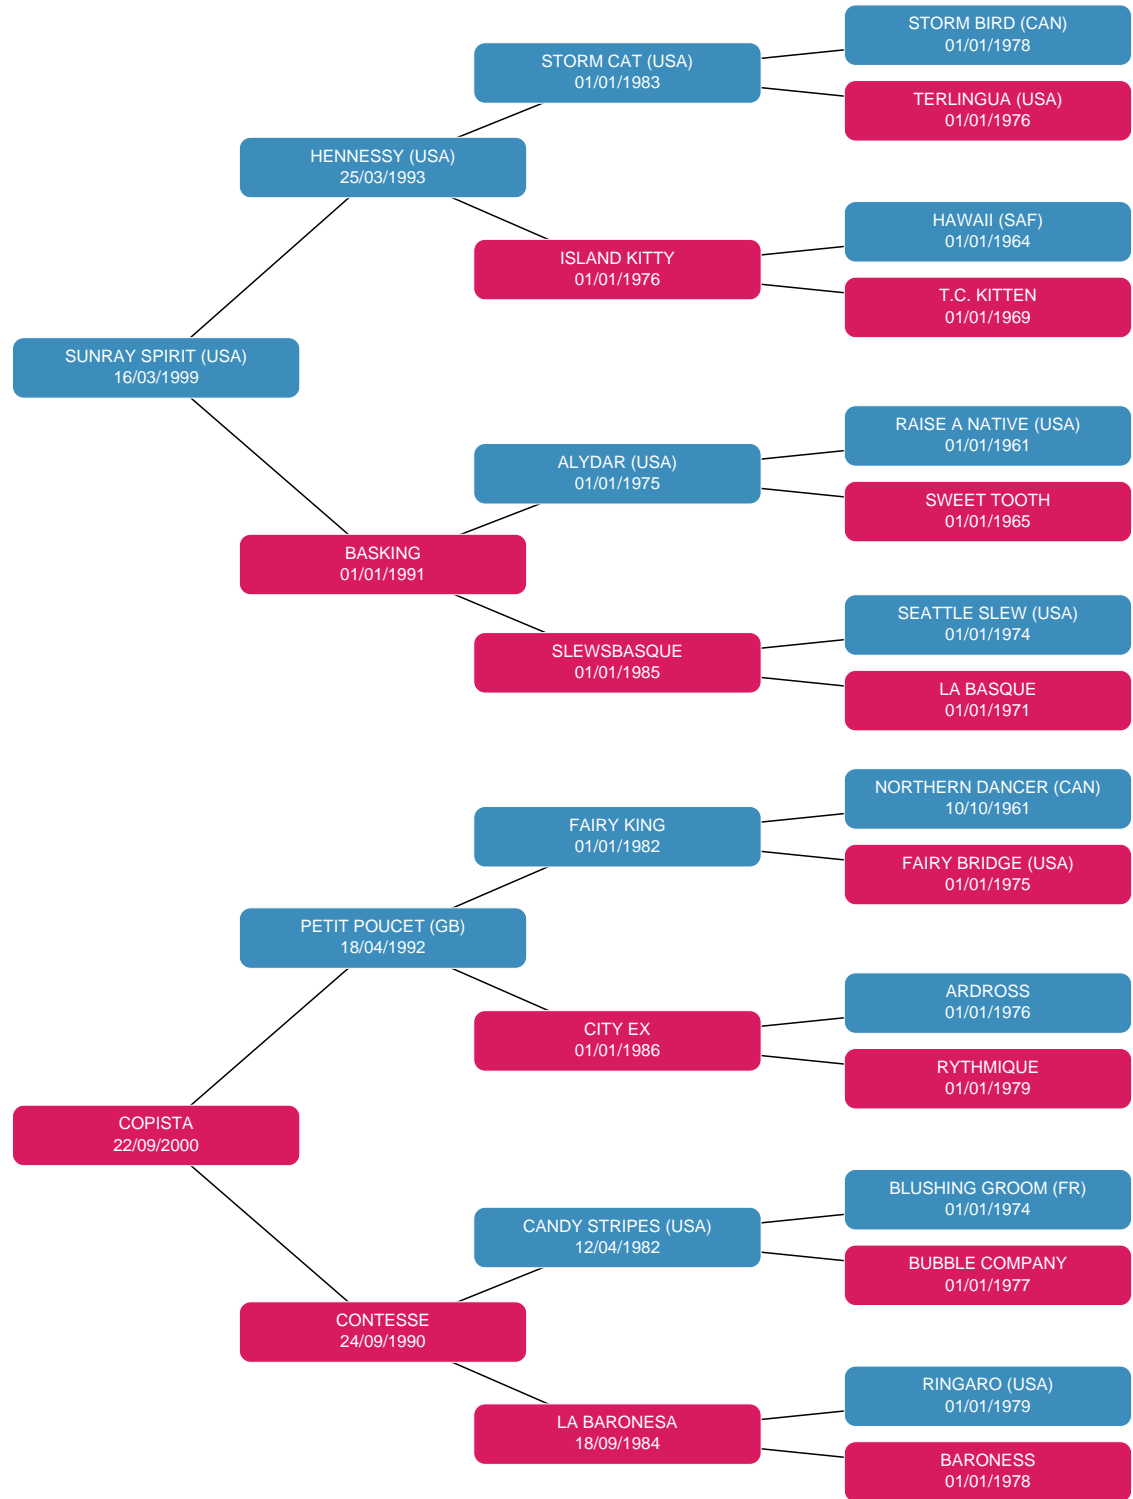 STORM BIRD (CAN)
01/01/1978
STORM CAT (USA)
01/01/1983
TERLINGUA (USA)
01/01/1976
HENNESSY (USA)
25/03/1993
HAWAII (SAF)
01/01/1964
ISLAND KITTY
01/01/1976
T.C. KITTEN
01/01/1969
SUNRAY SPIRIT (USA)
16/03/1999
RAISE A NATIVE (USA)
01/01/1961
ALYDAR (USA)
01/01/1975
SWEET TOOTH
01/01/1965
BASKING
01/01/1991
SEATTLE SLEW (USA)
01/01/1974
SLEWSBASQUE
01/01/1985
LA BASQUE
01/01/1971
NORTHERN DANCER (CAN)
10/10/1961
FAIRY KING
01/01/1982
FAIRY BRIDGE (USA)
01/01/1975
PETIT POUCET (GB)
18/04/1992
ARDROSS
01/01/1976
CITY EX
01/01/1986
RYTHMIQUE
01/01/1979
COPISTA
22/09/2000
BLUSHING GROOM (FR)
01/01/1974
CANDY STRIPES (USA)
12/04/1982
BUBBLE COMPANY
01/01/1977
CONTESSE
24/09/1990
RINGARO (USA)
01/01/1979
LA BARONESA
18/09/1984
BARONESS
01/01/1978